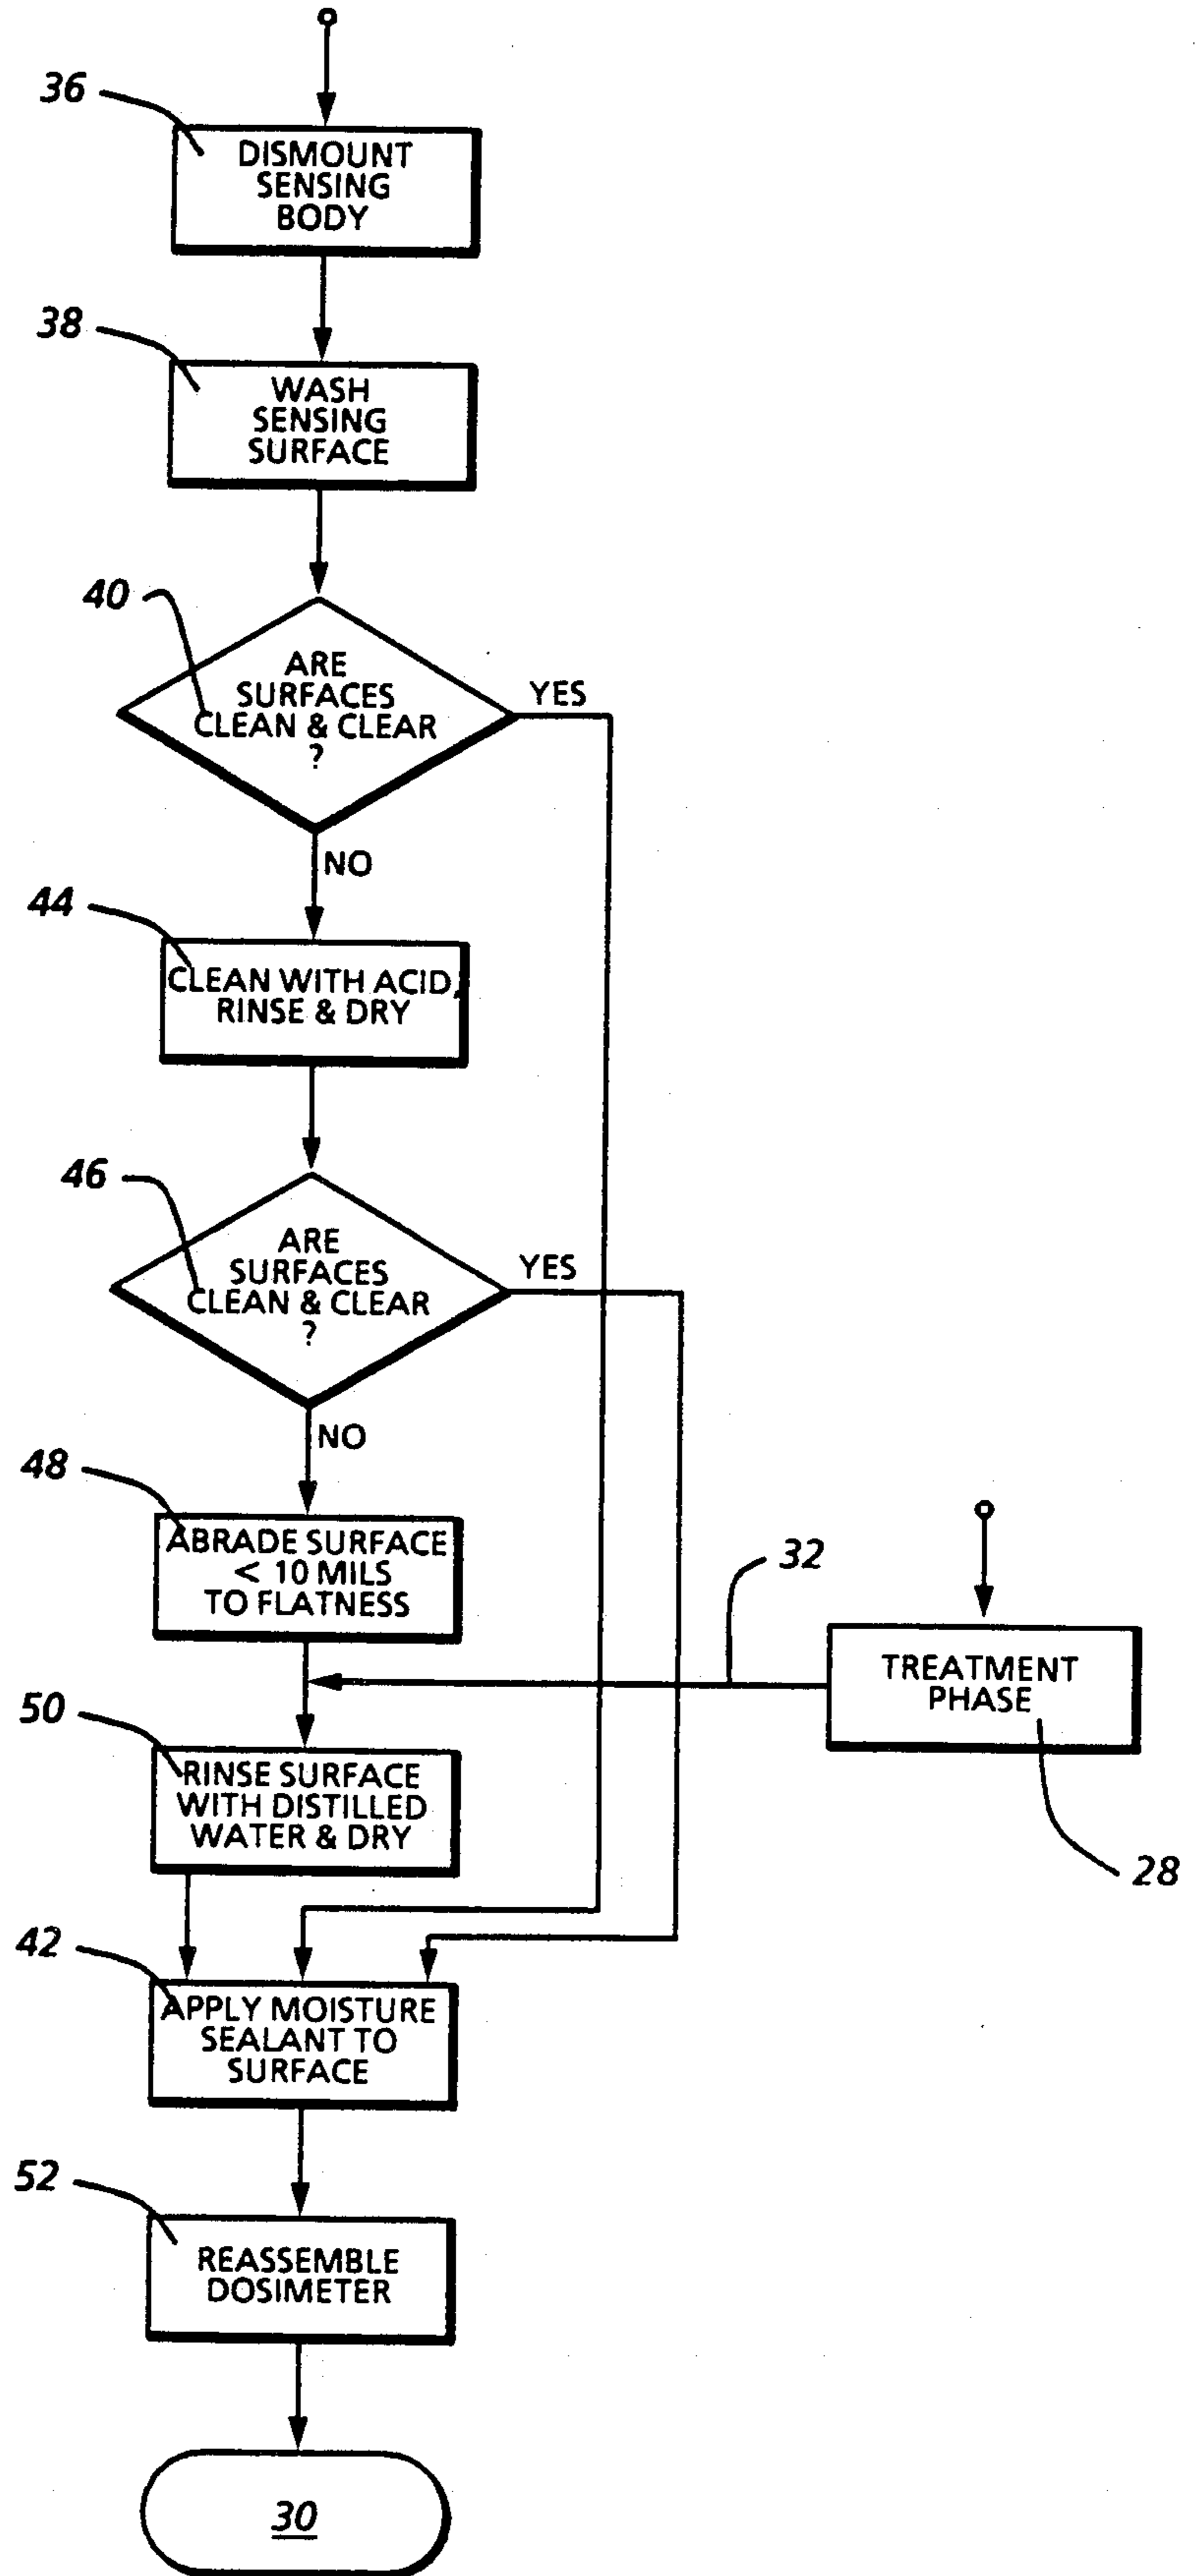 36
DISMOUNT
SENSING
BODY
38
WASH
SENSING
SURFACE
40
ARE
SURFACES
CLEAN & CLEAR
?
YES
NO
44
CLEAN WITH ACID,
RINSE & DRY
46
ARE
SURFACES
CLEAN & CLEAR
?
YES
NO
48
ABRADE SURFACE
< 10 MILS
TO FLATNESS
32
TREATMENT
PHASE
28
50
RINSE SURFACE
WITH DISTILLED
WATER & DRY
42
APPLY MOISTURE
SEALANT TO
SURFACE
52
REASSEMBLE
DOSIMETER
30